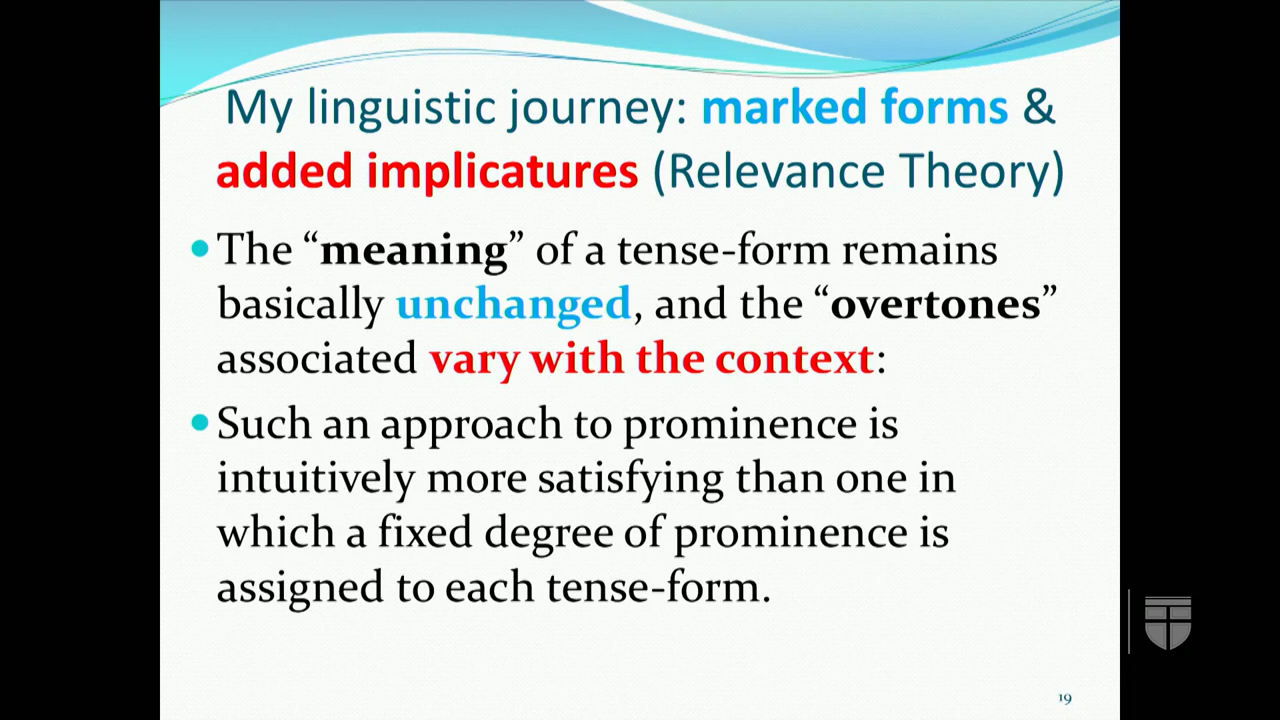 My linguistic journey: marked forms &
added implicatures (Relevance Theory)
• The “meaning” of a tense-form remains
basically unchanged, and the “overtones”
associated vary with the context:
• Such an approach to prominence is
intuitively more satisfying than one in
which a fixed degree of prominence is
assigned to each tense-form.
19